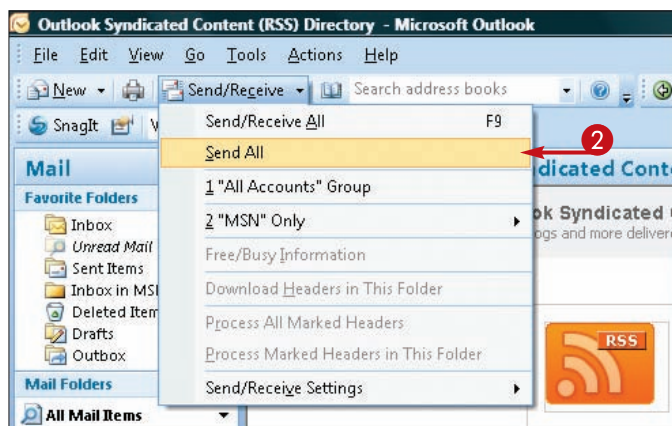 Outlook Syndicated Content (RSS) Directory - Microsoft Outlook
File Edit View Go Tools Actions Help
New Send/Receive Search address books
SnagIt
Send/Receive All F9
Send All
2
1 "All Accounts" Group
2 "MSN" Only
Free/Busy Information
Download Headers in This Folder
Process All Marked Headers
Process Marked Headers in This Folder
Send/Receive Settings
Mail
Favorite Folders
Inbox
Unread Mail
Sent Items
Inbox in MS
Deleted Item
Drafts
Outbox
Mail Folders
All Mail Items
dicated Cont
ok Syndicated
ogs and more deliver
RSS